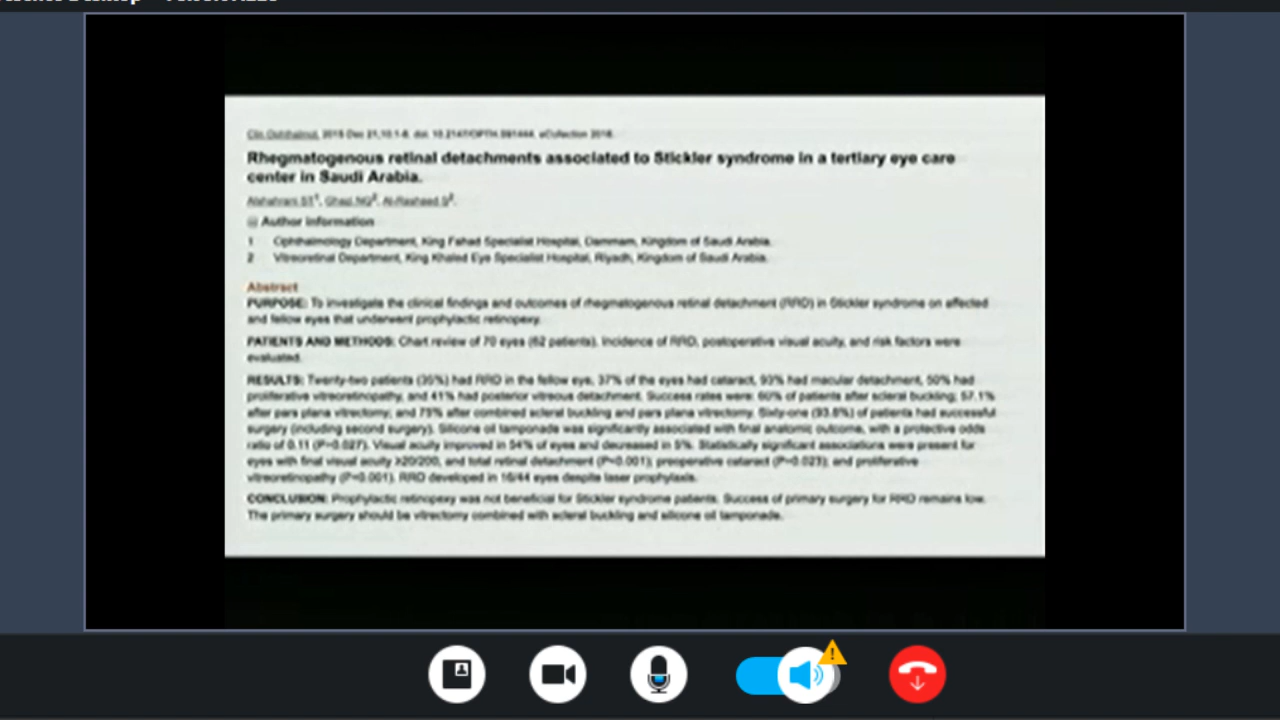 Clin Ophthalmol. 2015 Dec 21;10:1-6. doi: 10.2147/OPTH. eCollection 2016.
Rhegmatogenous retinal detachments associated to Stickler syndrome in a tertiary eye care
center in Saudi Arabia.
Alshahrani ST1, Ghazi NG2, Al-Rashaed S2.
Author information
1 Ophthalmology Department, King Fahad Specialist Hospital, Dammam, Kingdom of Saudi Arabia.
2 Vitreoretinal Department, King Khaled Eye Specialist Hospital, Riyadh, Kingdom of Saudi Arabia.
Abstract
PURPOSE: To investigate the clinical findings and outcomes of rhegmatogenous retinal detachment (RRD) in Stickler syndrome on affected
and fellow eyes that underwent prophylactic retinopexy.
PATIENTS AND METHODS: Chart review of 70 eyes (62 patients). Incidence of RRD, postoperative visual acuity, and risk factors were
evaluated.
RESULTS: Twenty-two patients (35%) had RRD in the fellow eye, 37% of the eyes had cataract, 93% had macular detachment, 50% had
proliferative vitreoretinopathy, and 41% had posterior vitreous detachment. Success rates were: 60% of patients after scleral buckling; 57.1%
after pars plana vitrectomy; and 75% after combined scleral buckling and pars plana vitrectomy. Sixty-one (93.8%) of patients had successful
surgery (including second surgery). Silicone oil tamponade was significantly associated with final anatomic outcome, with a protective odds
ratio of 0.11 (P=0.027). Visual acuity improved in 54% of eyes and decreased in 5%. Statistically significant associations were present for
eyes with final visual acuity ≥20/200, and total retinal detachment (P<0.001); preoperative cataract (P=0.023); and proliferative
vitreoretinopathy (P<0.001). RRD developed in 16/44 eyes despite laser prophylaxis.
CONCLUSION: Prophylactic retinopexy was not beneficial for Stickler syndrome patients. Success of primary surgery for RRD remains low.
The primary surgery should be vitrectomy combined with scleral buckling and silicone oil tamponade.